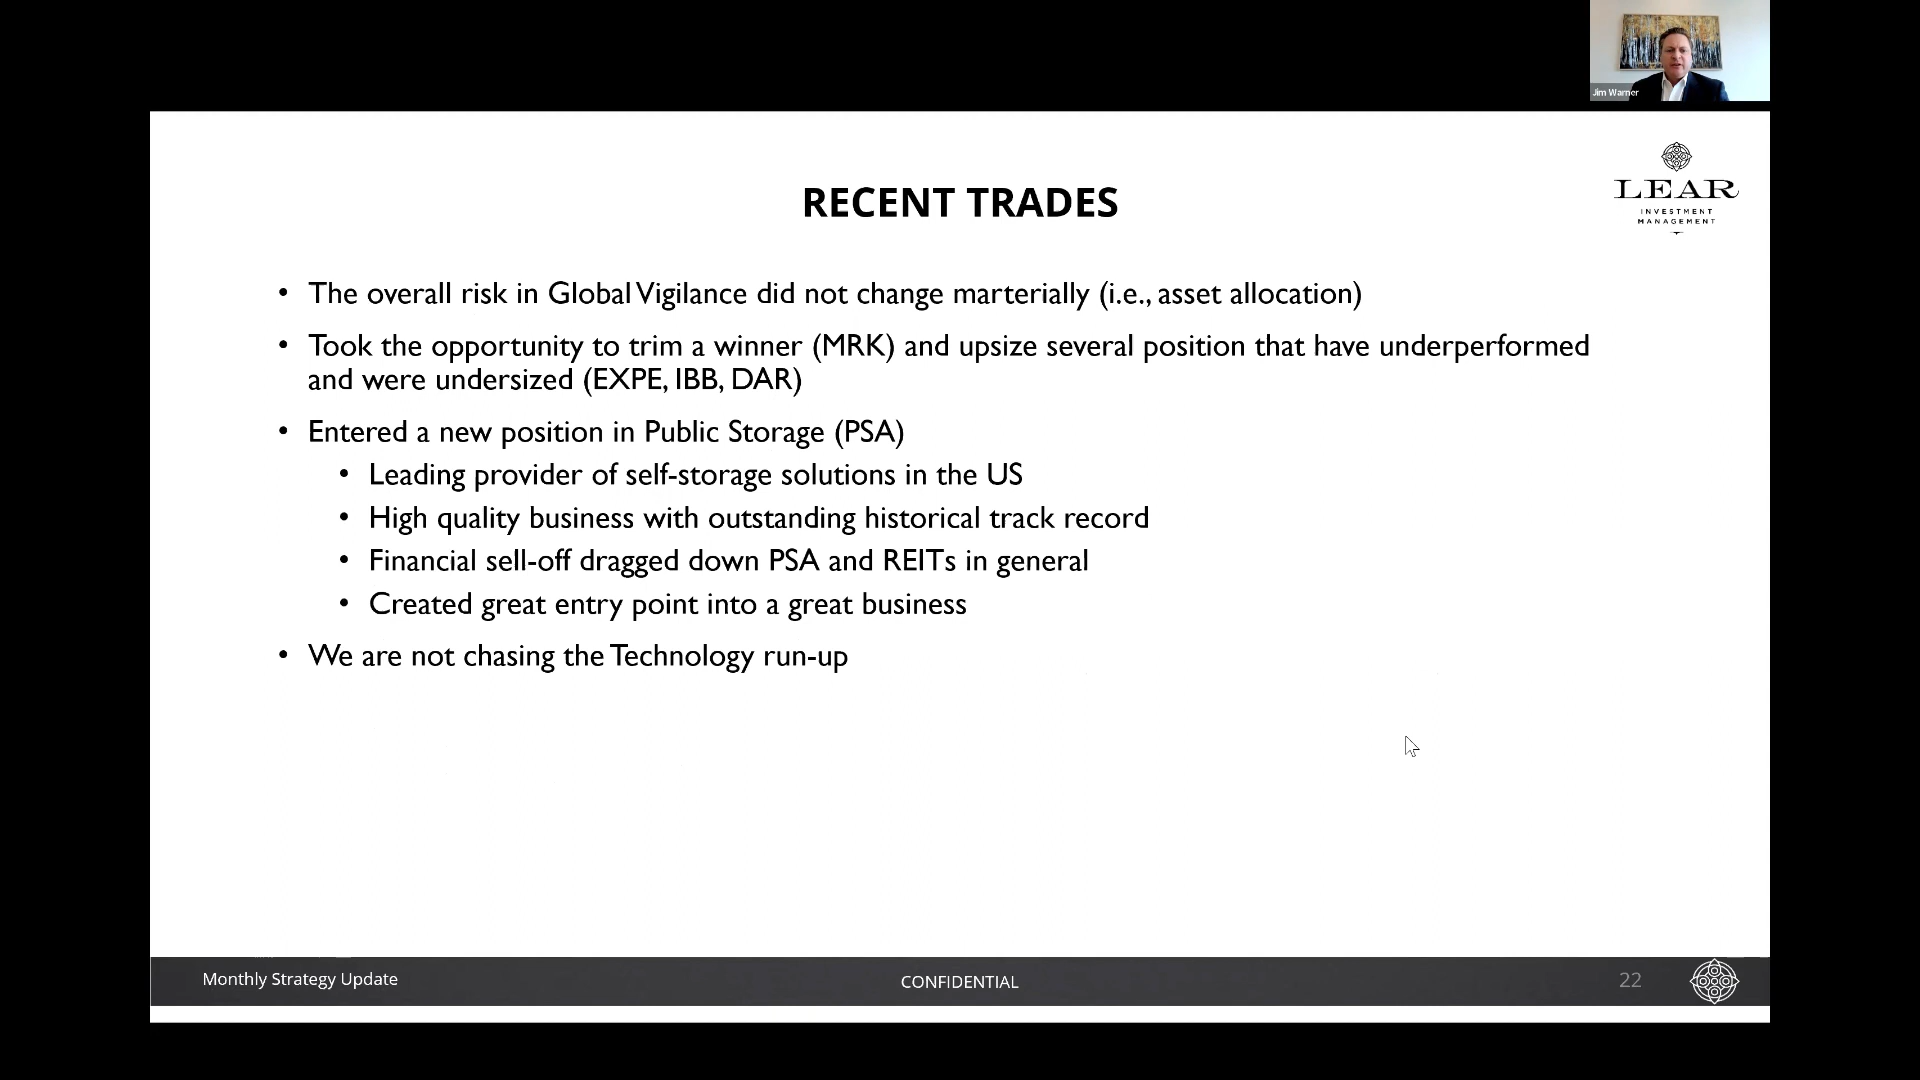 Jim Warner
LEAR
INVESTMENT
MANAGEMENT
RECENT TRADES
• The overall risk in Global Vigilance did not change marterially (i.e., asset allocation)
• Took the opportunity to trim a winner (MRK) and upsize several position that have underperformed
and were undersized (EXPE, IBB, DAR)
• Entered a new position in Public Storage (PSA)
• Leading provider of self-storage solutions in the US
• High quality business with outstanding historical track record
• Financial sell-off dragged down PSA and REITs in general
• Created great entry point into a great business
• We are not chasing the Technology run-up
Monthly Strategy Update
CONFIDENTIAL
22